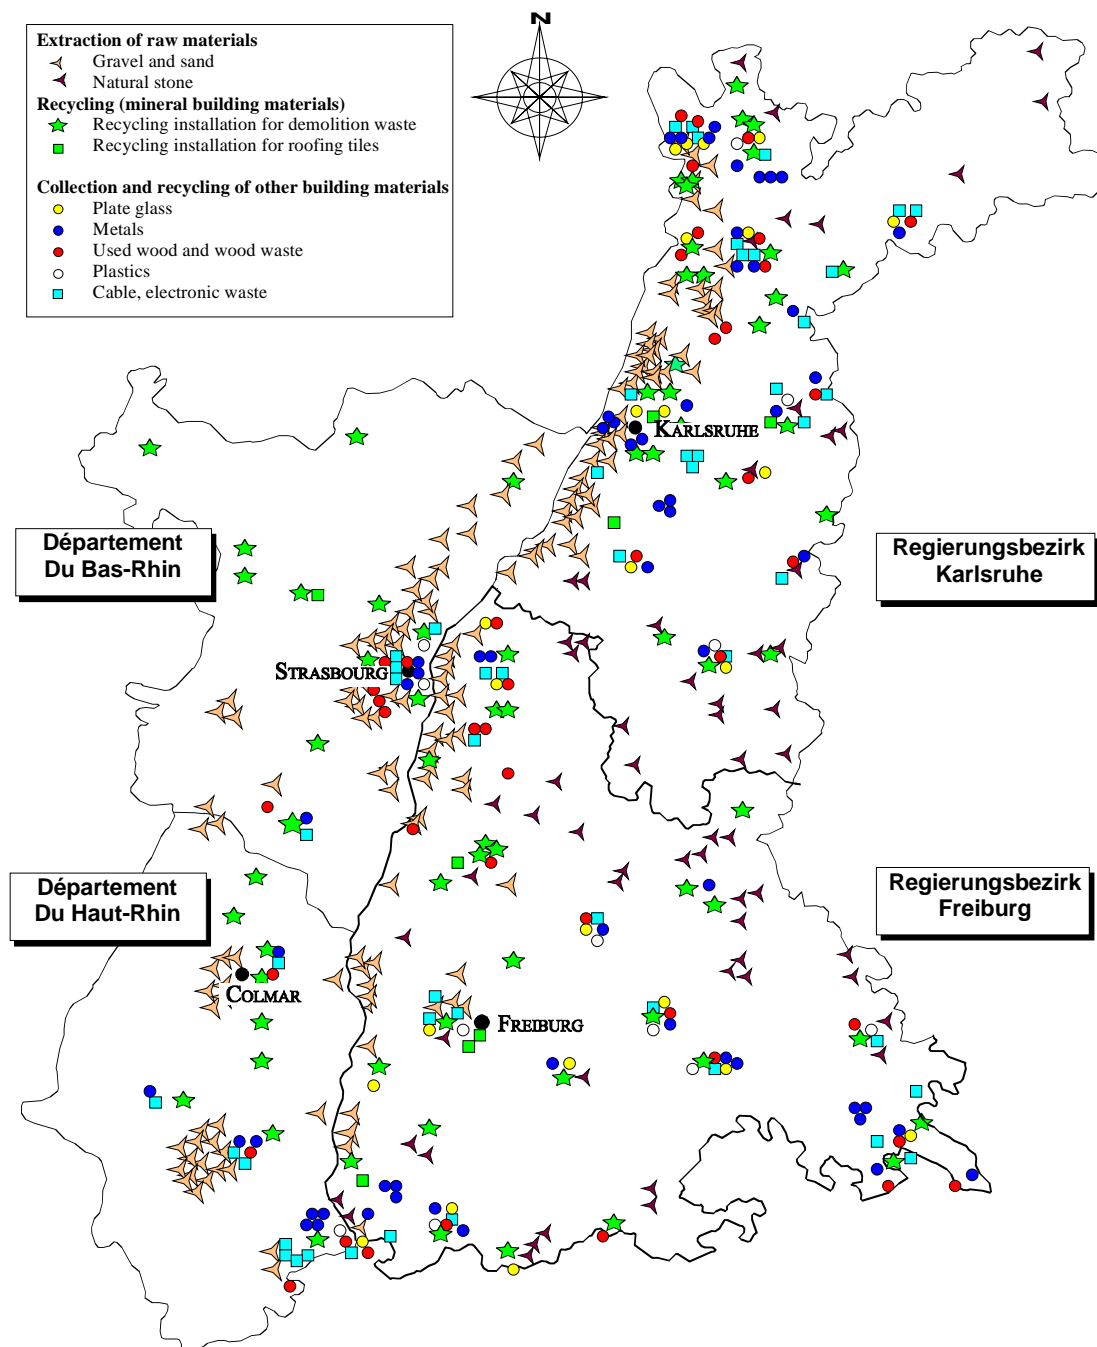 N
Extraction of raw materials
Gravel and sand
Natural stone
Recycling (mineral building materials)
Recycling installation for demolition waste
Recycling installation for roofing tiles
Collection and recycling of other building materials
Plate glass
Metals
Used wood and wood waste
Plastics
Cable, electronic waste
KARLSRUHE
Département
Du Bas-Rhin
Regierungsbezirk
Karlsruhe
STRASBOURG
Département
Du Haut-Rhin
Regierungsbezirk
Freiburg
COLMAR
FREIBURG